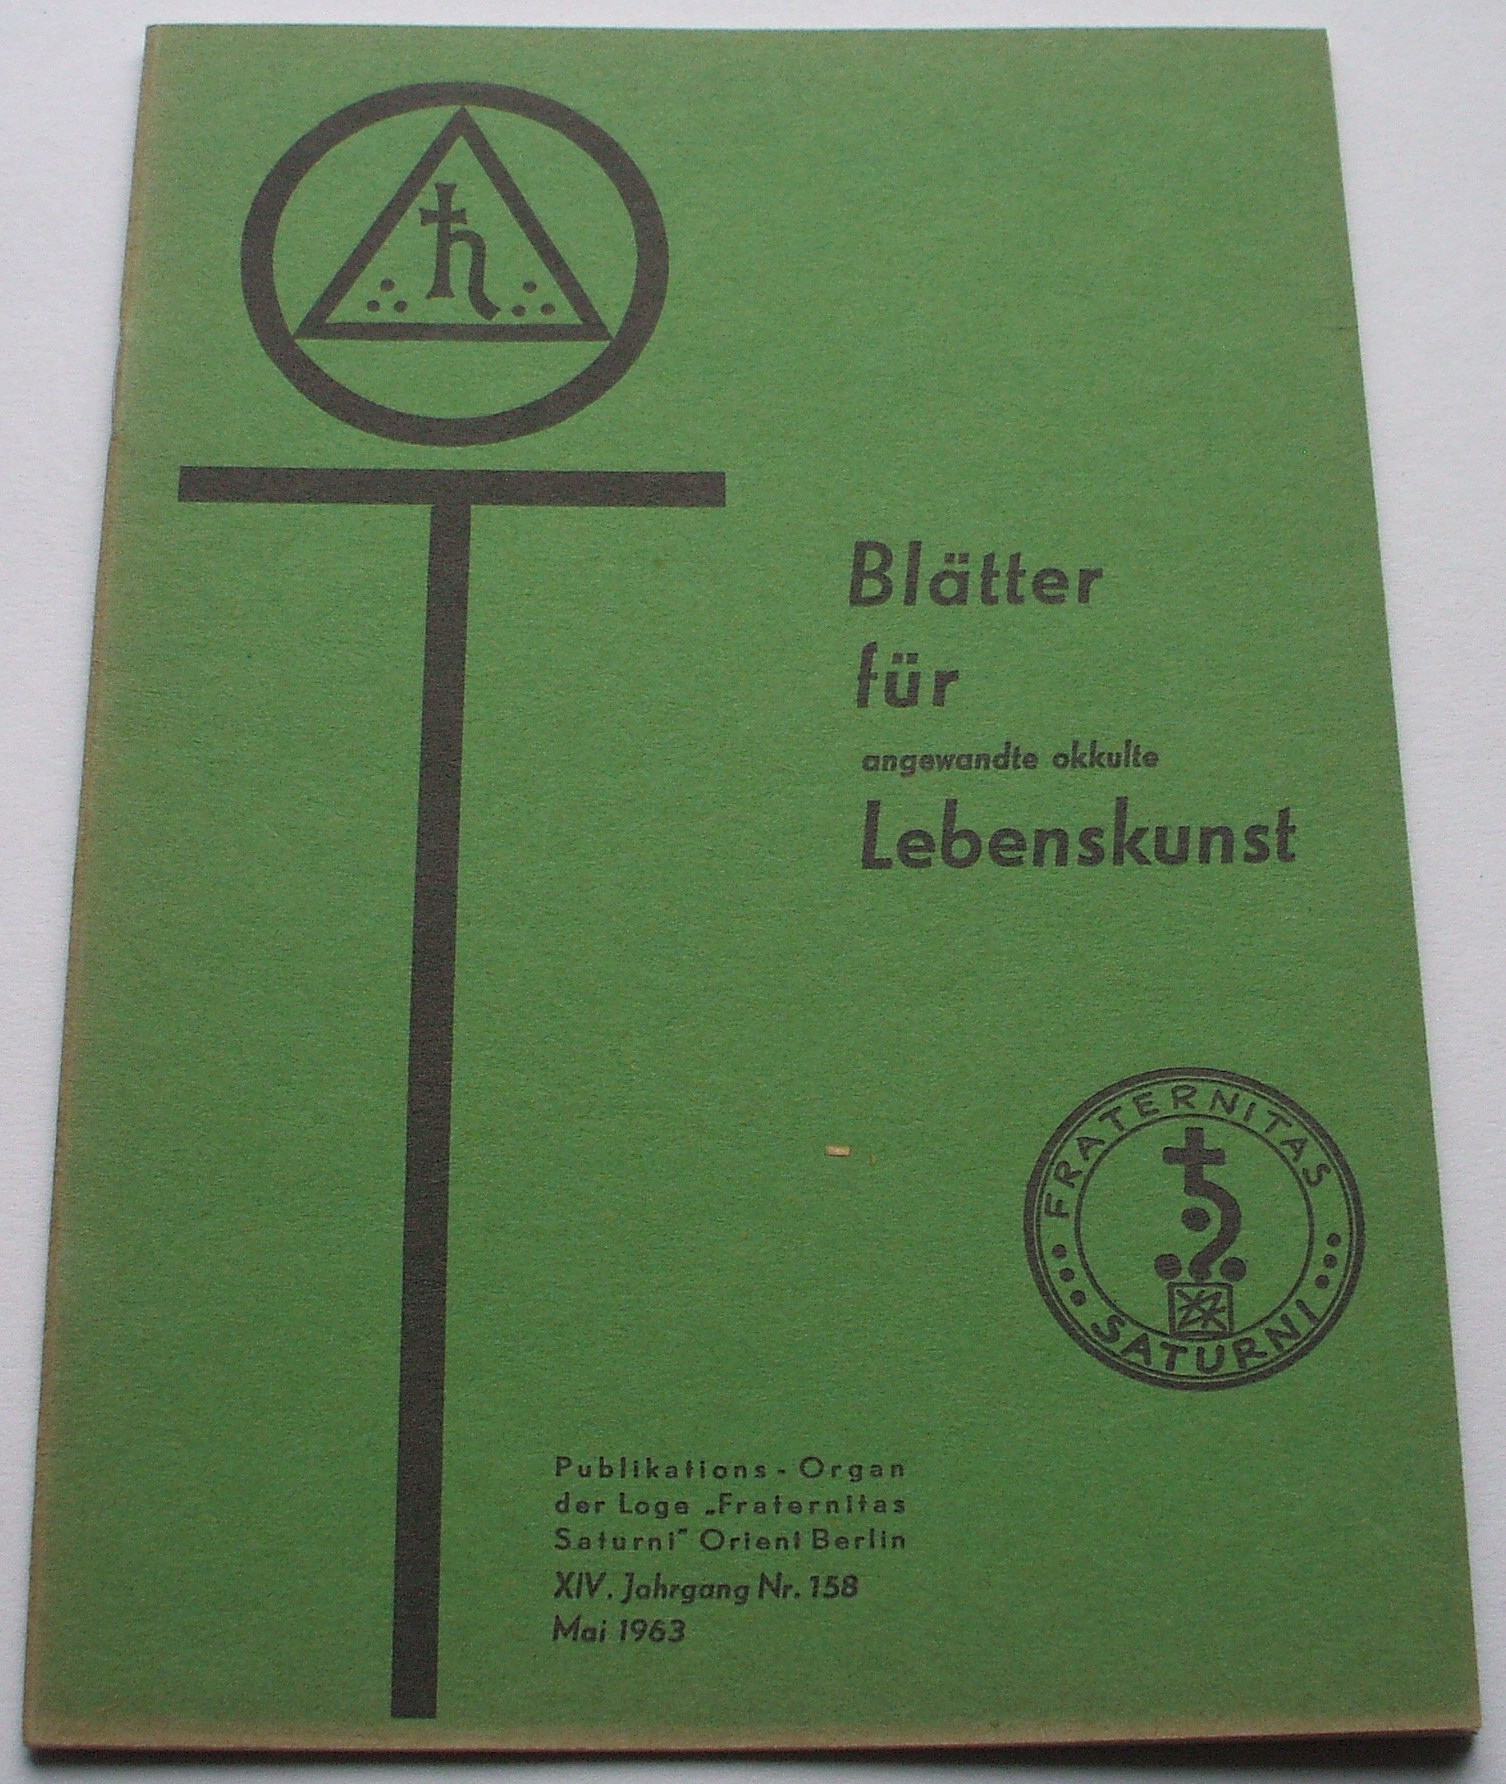 Blätter
für
angewandte okkulte
Lebenskunst
FRATERNITAS
SATURNI
Publikations-Organ
der Loge „Fraternitas
Saturni" Orient Berlin
XIV. Jahrgang Nr. 158
Mai 1963